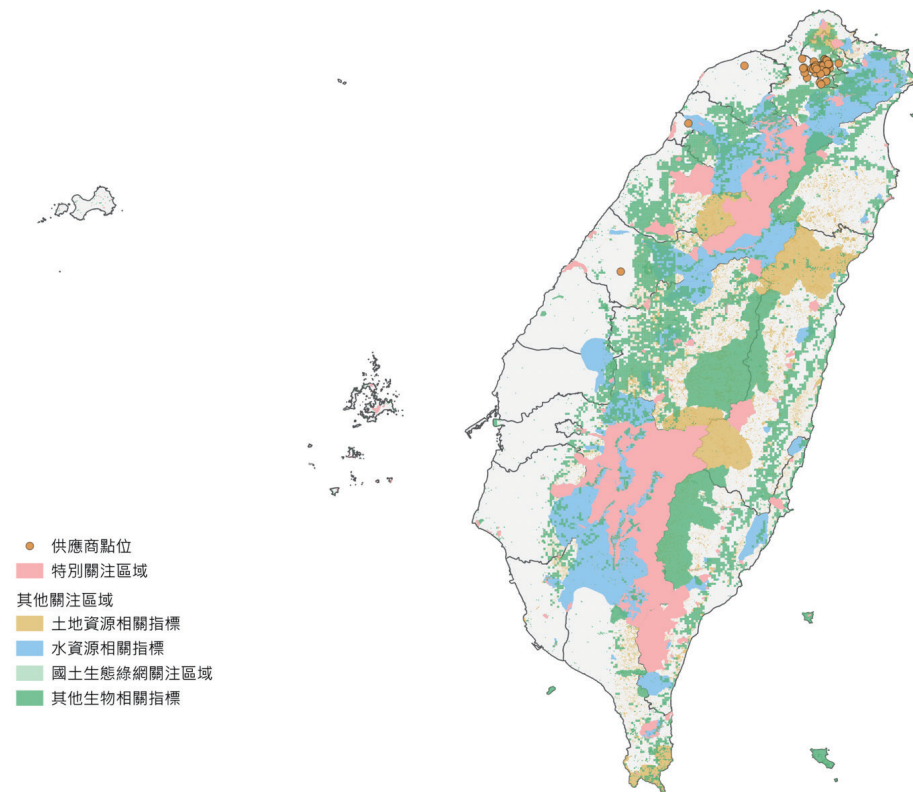 供應商點位
特別關注區域
其他關注區域
土地資源相關指標
水資源相關指標
國土生態綠網關注區域
其他生物相關指標